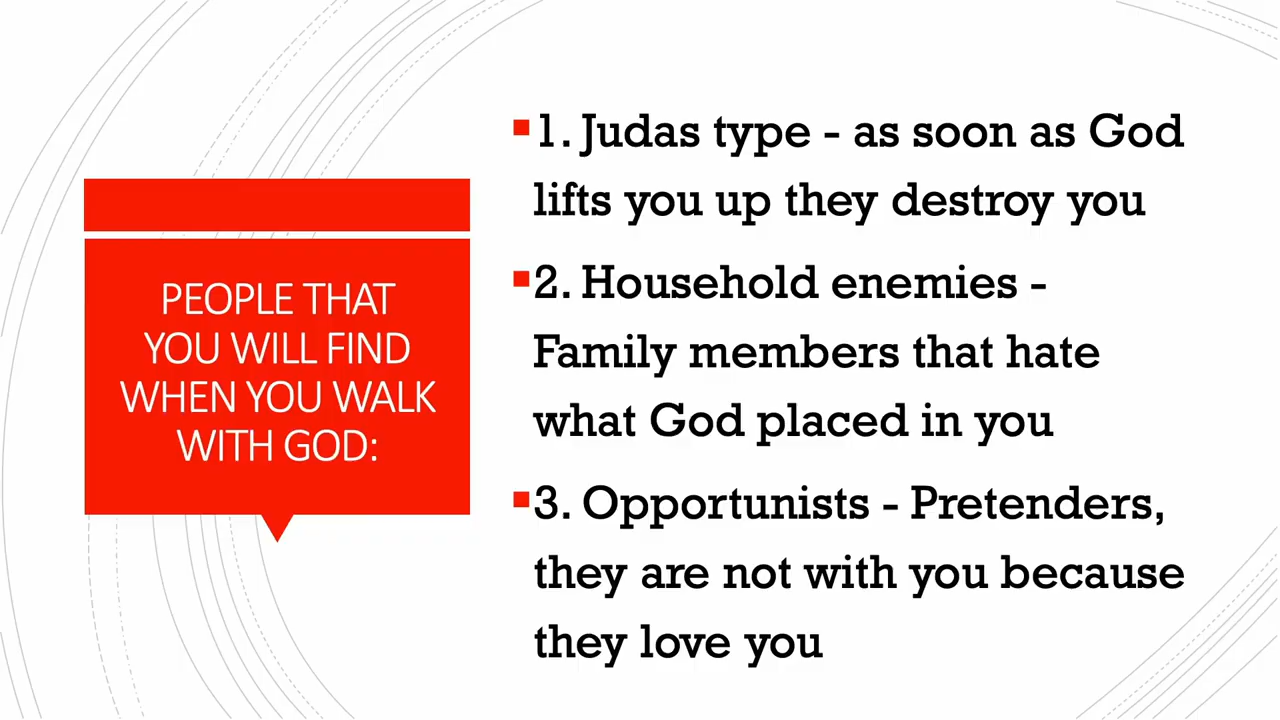 PEOPLE THAT
YOU WILL FIND
WHEN YOU WALK
WITH GOD:
1. Judas type - as soon as God
lifts you up they destroy you
2. Household enemies -
Family members that hate
what God placed in you
3. Opportunists - Pretenders,
they are not with you because
they love you